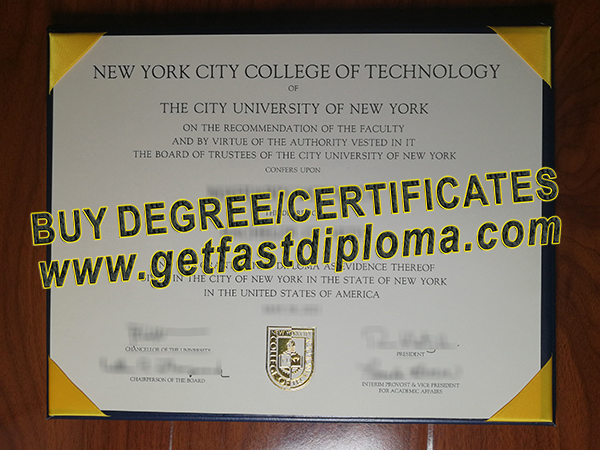 NEW YORK CITY COLLEGE OF TECHNOLOGY
OF
THE CITY UNIVERSITY OF NEW YORK
ON THE RECOMMENDATION OF THE FACULTY
AND BY VIRTUE OF THE AUTHORITY VESTED IN IT
THE BOARD OF TRUSTEES OF THE CITY UNIVERSITY OF NEW YORK
CONFERS UPON
BUY DEGREE/CERTIFICATES
www.getfastdiploma.com
AS EVIDENCE THEREOF
IN THE CITY OF NEW YORK IN THE STATE OF NEW YORK
IN THE UNITED STATES OF AMERICA
CHANCELLOR OF THE UNIVERSITY
PRESIDENT
CHAIRPERSON OF THE BOARD
INTERIM PROVOST & VICE PRESIDENT
FOR ACADEMIC AFFAIRS